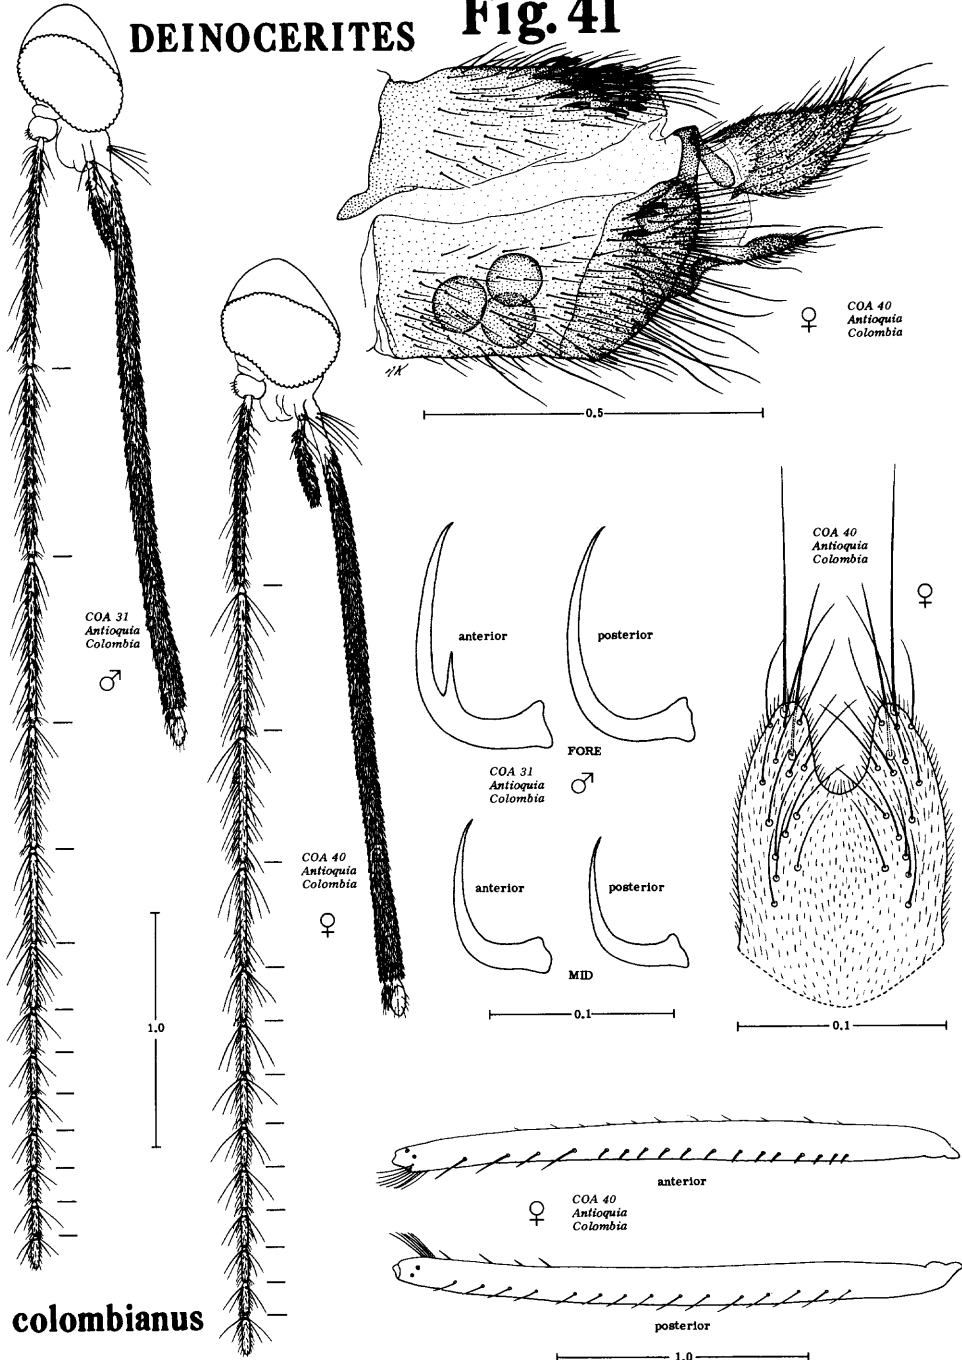 DEINOCERITES
Fig. 41
♀
COA 40
Antioquia
Colombia
0.5
COA 31
Antioquia
Colombia
♂
COA 40
Antioquia
Colombia
♀
1.0
anterior
posterior
FORE
COA 31
Antioquia
Colombia
♂
anterior
posterior
MID
0.1
COA 40
Antioquia
Colombia
♀
0.1
anterior
♀
COA 40
Antioquia
Colombia
posterior
1.0
colombianus